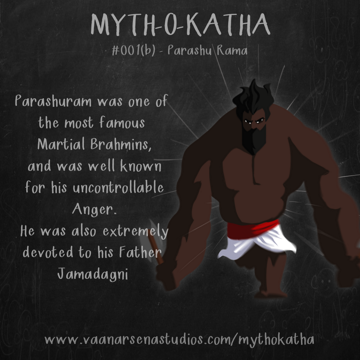 MYTH-O-KATHA
#001(b) - Parashu Rama
Parashuram was one of
the most famous
Martial Brahmins,
and was well known
for his uncontrollable
Anger.
He was also extremely
devoted to his Father
Jamadagni
www.vaanarsenastudios.com/mythokatha